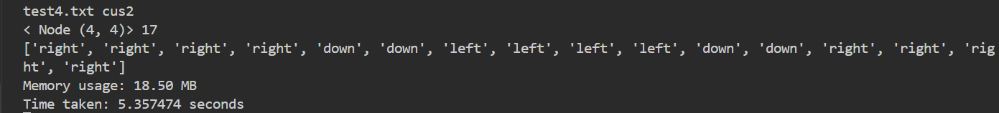 test4.txt cus2
< Node (4, 4)> 17
['right', 'right', 'right', 'right', 'down', 'down', 'left', 'left', 'left', 'left', 'down', 'down', 'right', 'right', 'rig
ht', 'right']
Memory usage: 18.50 MB
Time taken: 5.357474 seconds